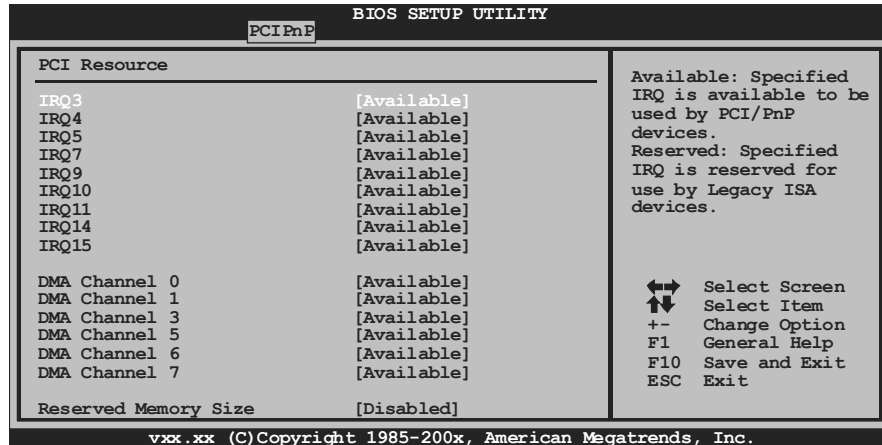 BIOS SETUP UTILITY
PCIPnP
PCI Resource
IRQ3 [Available]
IRQ4 [Available]
IRQ5 [Available]
IRQ7 [Available]
IRQ9 [Available]
IRQ10 [Available]
IRQ11 [Available]
IRQ14 [Available]
IRQ15 [Available]
DMA Channel 0 [Available]
DMA Channel 1 [Available]
DMA Channel 3 [Available]
DMA Channel 5 [Available]
DMA Channel 6 [Available]
DMA Channel 7 [Available]
Reserved Memory Size [Disabled]
Available: Specified
IRQ is available to be
used by PCI/PnP
devices.
Reserved: Specified
IRQ is reserved for
use by Legacy ISA
devices.
Select Screen
Select Item
+- Change Option
F1 General Help
F10 Save and Exit
ESC Exit
vxx.xx (C)Copyright 1985-200x, American Megatrends, Inc.